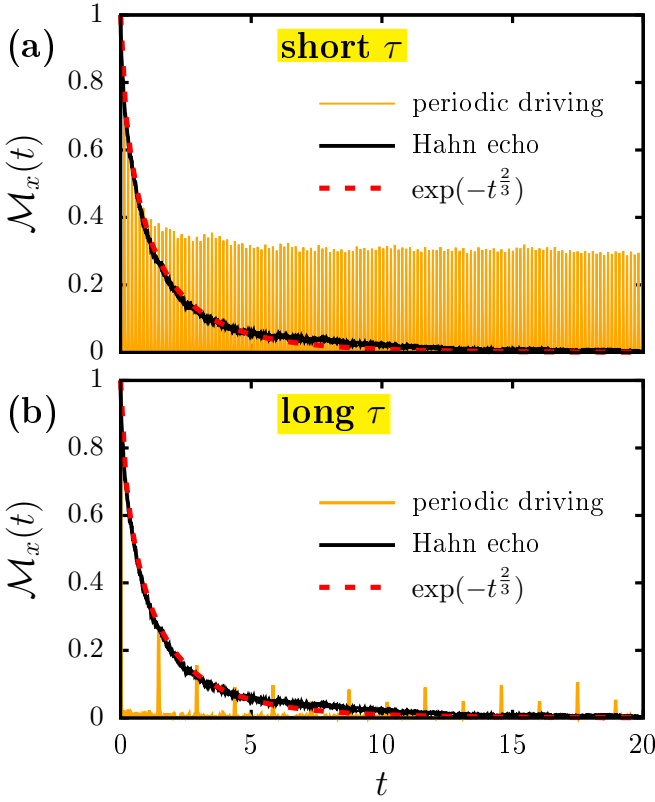 (a)
short τ
periodic driving
Hahn echo
exp(−t^{2/3})
ℳₓ(t)
1
0.8
0.6
0.4
0.2
0
(b)
long τ
periodic driving
Hahn echo
exp(−t^{2/3})
ℳₓ(t)
1
0.8
0.6
0.4
0.2
0
0 5 10 15 20
t